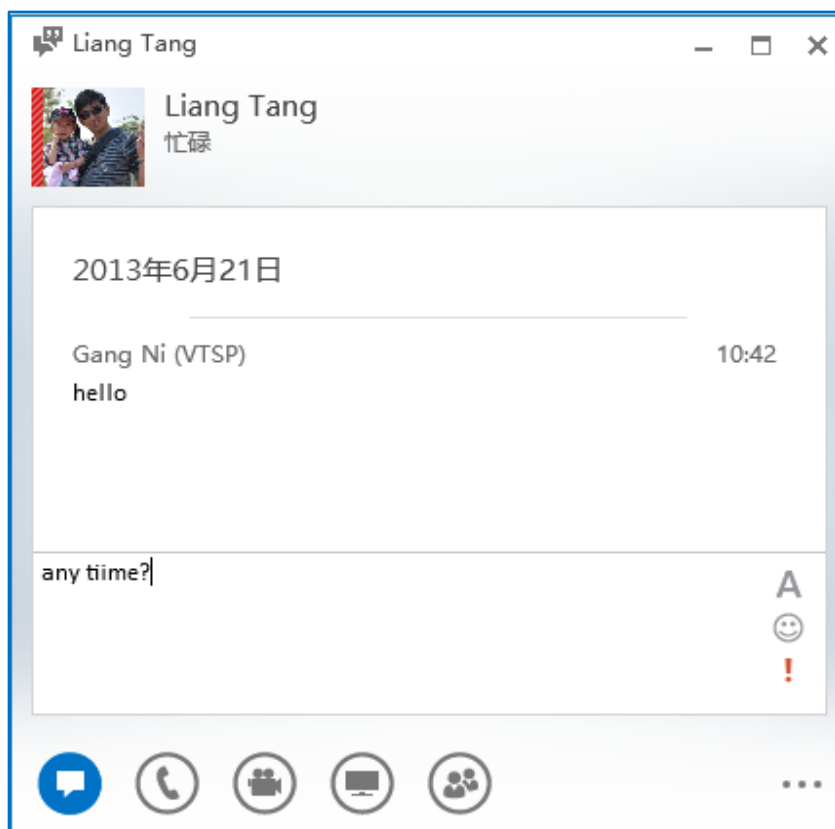 Liang Tang
Liang Tang
忙碌
2013年6月21日
Gang Ni (VTSP) 10:42
hello
any tiime?
A
!